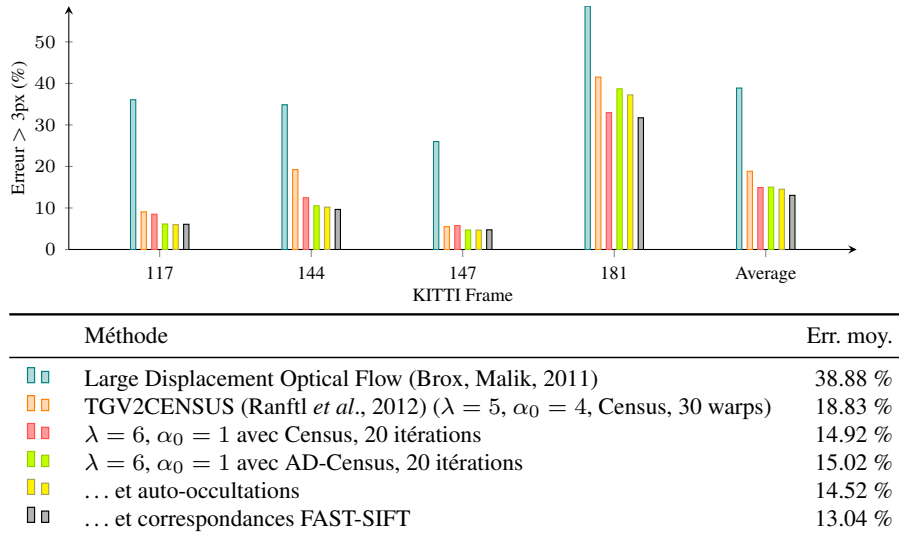 50
40
30
20
10
0
Erreur > 3px (%)
117 144 147 181 Average
KITTI Frame
Méthode Err. moy.
Large Displacement Optical Flow (Brox, Malik, 2011) 38.88 %
TGV2CENSUS (Ranftl et al., 2012) (λ = 5, α₀ = 4, Census, 30 warps) 18.83 %
λ = 6, α₀ = 1 avec Census, 20 itérations 14.92 %
λ = 6, α₀ = 1 avec AD-Census, 20 itérations 15.02 %
... et auto-occultations 14.52 %
... et correspondances FAST-SIFT 13.04 %